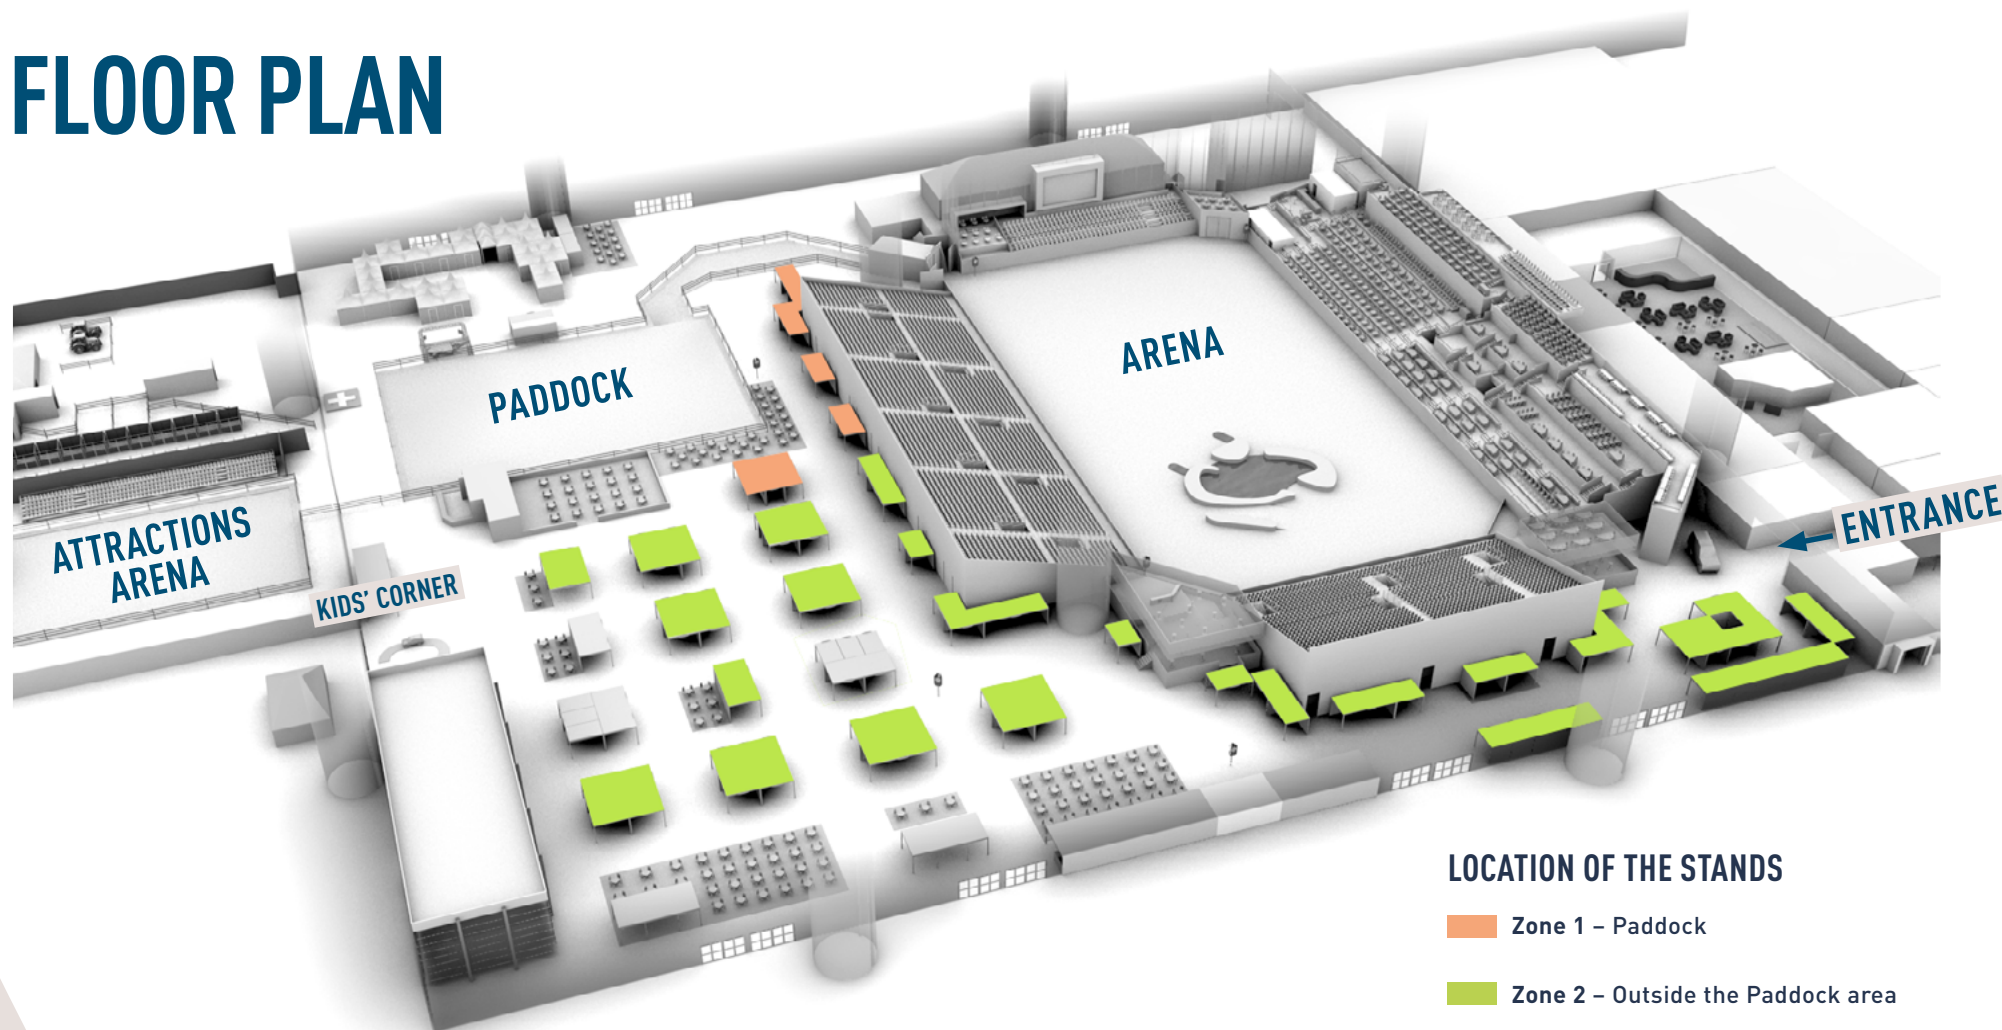 FLOOR PLAN
PADDOCK
ARENA
ATTRACTIONS
ARENA
KIDS’ CORNER
ENTRANCE
LOCATION OF THE STANDS
Zone 1 – Paddock
Zone 2 – Outside the Paddock area